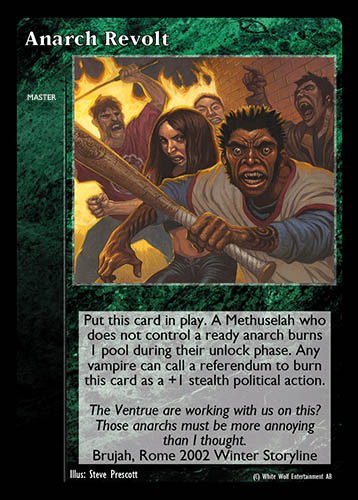 Anarch Revolt
MASTER
Put this card in play. A Methuselah who
does not control a ready anarch burns
1 pool during their unlock phase. Any
vampire can call a referendum to burn
this card as a +1 stealth political action.
The Ventrue are working with us on this?
Those anarchs must be more annoying
than I thought.
Brujah, Rome 2002 Winter Storyline
Illus: Steve Prescott
(C) White Wolf Entertainment AB